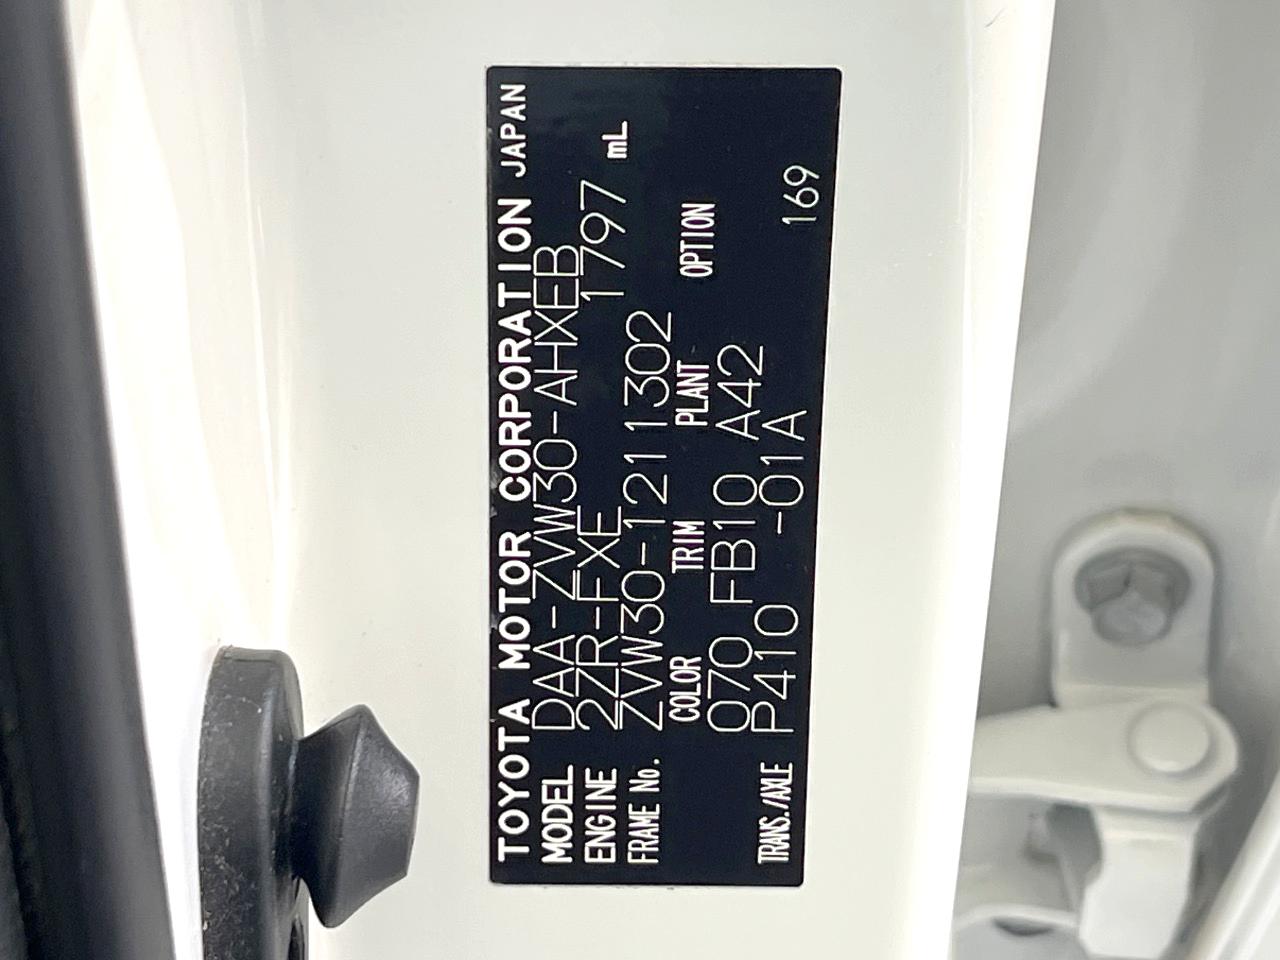 TOYOTA MOTOR CORPORATION JAPAN
MODEL DAA-ZVW30-AHXEB
ENGINE 2ZR-FXE 1797 mL
FRAME No. ZVW30-1211302
COLOR TRIM PLANT OPTION
070 FB10 A42
TRANS./AXLE P410 -01A 169